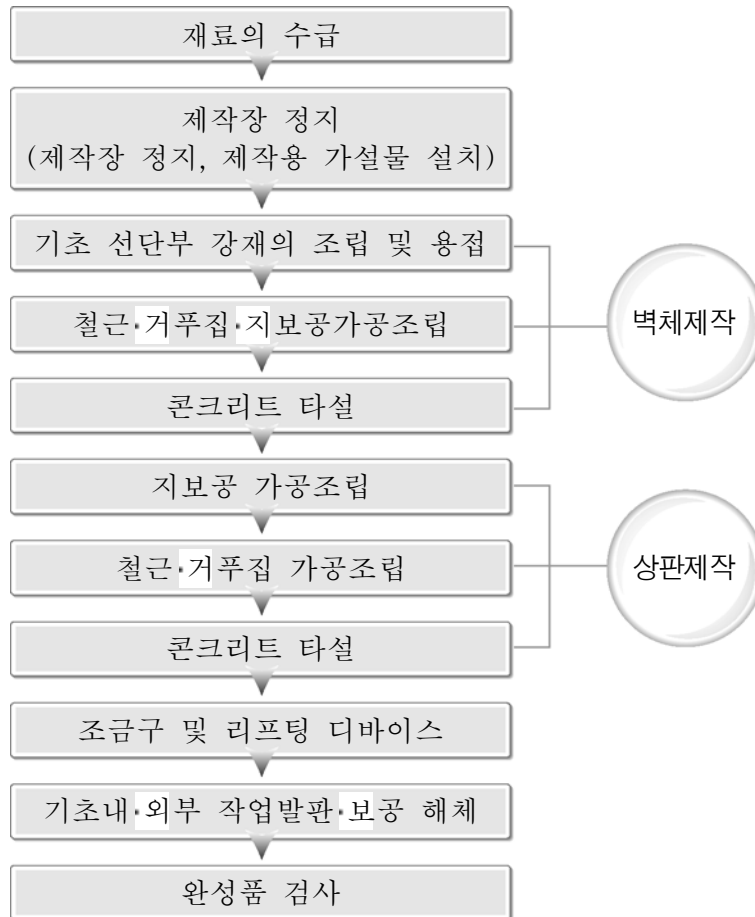 재료의 수급
제작장 정지
(제작장 정지, 제작용 가설물 설치)
기초 선단부 강재의 조립 및 용접
철근·거푸집·지보공가공조립
콘크리트 타설
벽체제작
지보공 가공조립
철근·거푸집 가공조립
콘크리트 타설
상판제작
조금구 및 리프팅 디바이스
기초내·외부 작업발판·보공 해체
완성품 검사